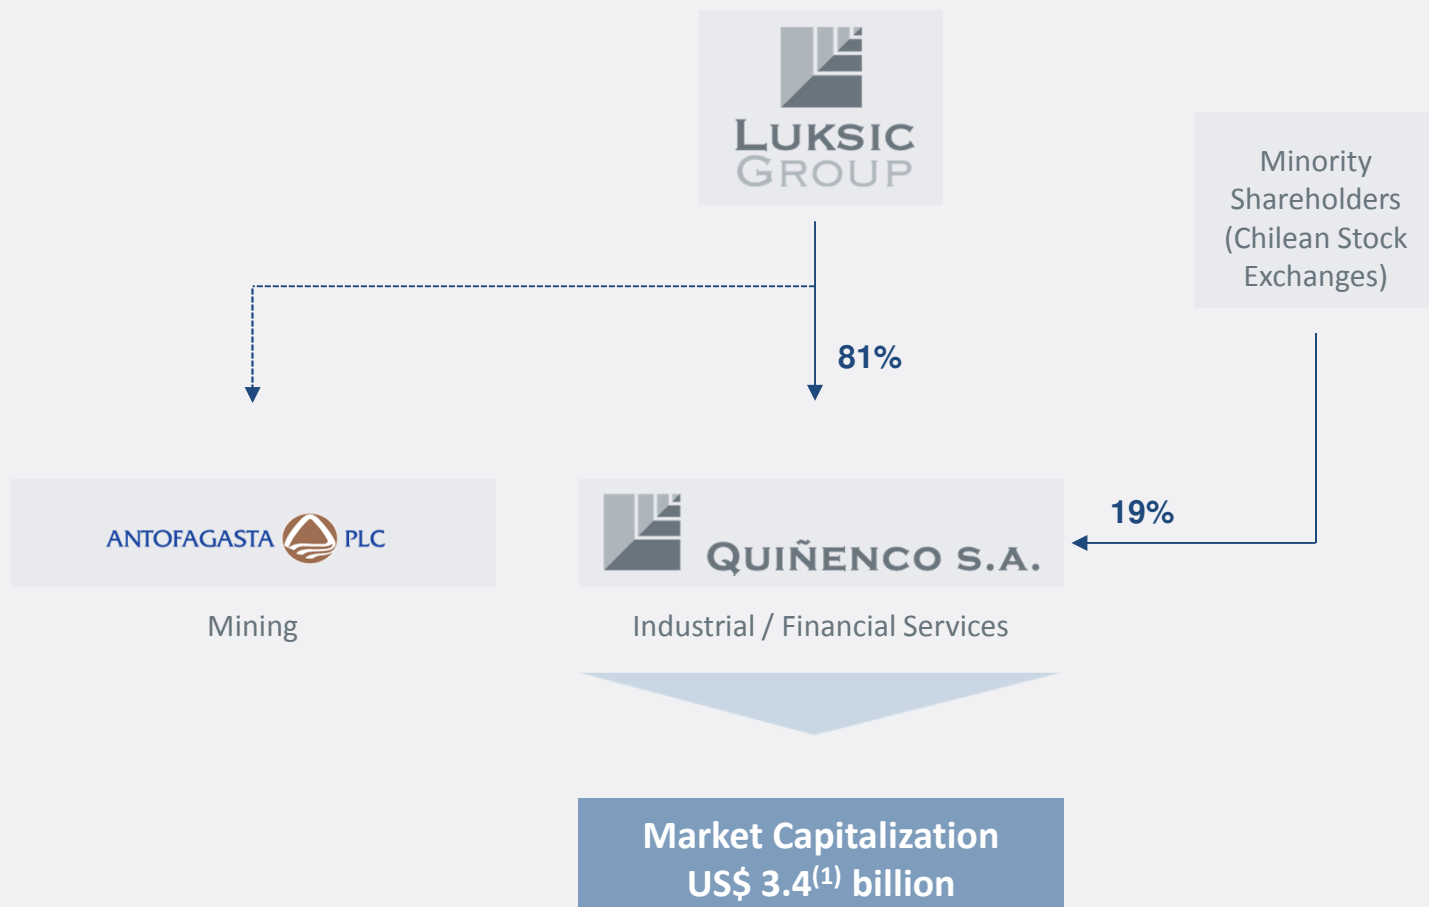 LUKSIC
GROUP
Minority
Shareholders
(Chilean Stock
Exchanges)
81%
19%
ANTOFAGASTA PLC
QUIÑENCO S.A.
Mining
Industrial / Financial Services
Market Capitalization
US$ 3.4(1) billion